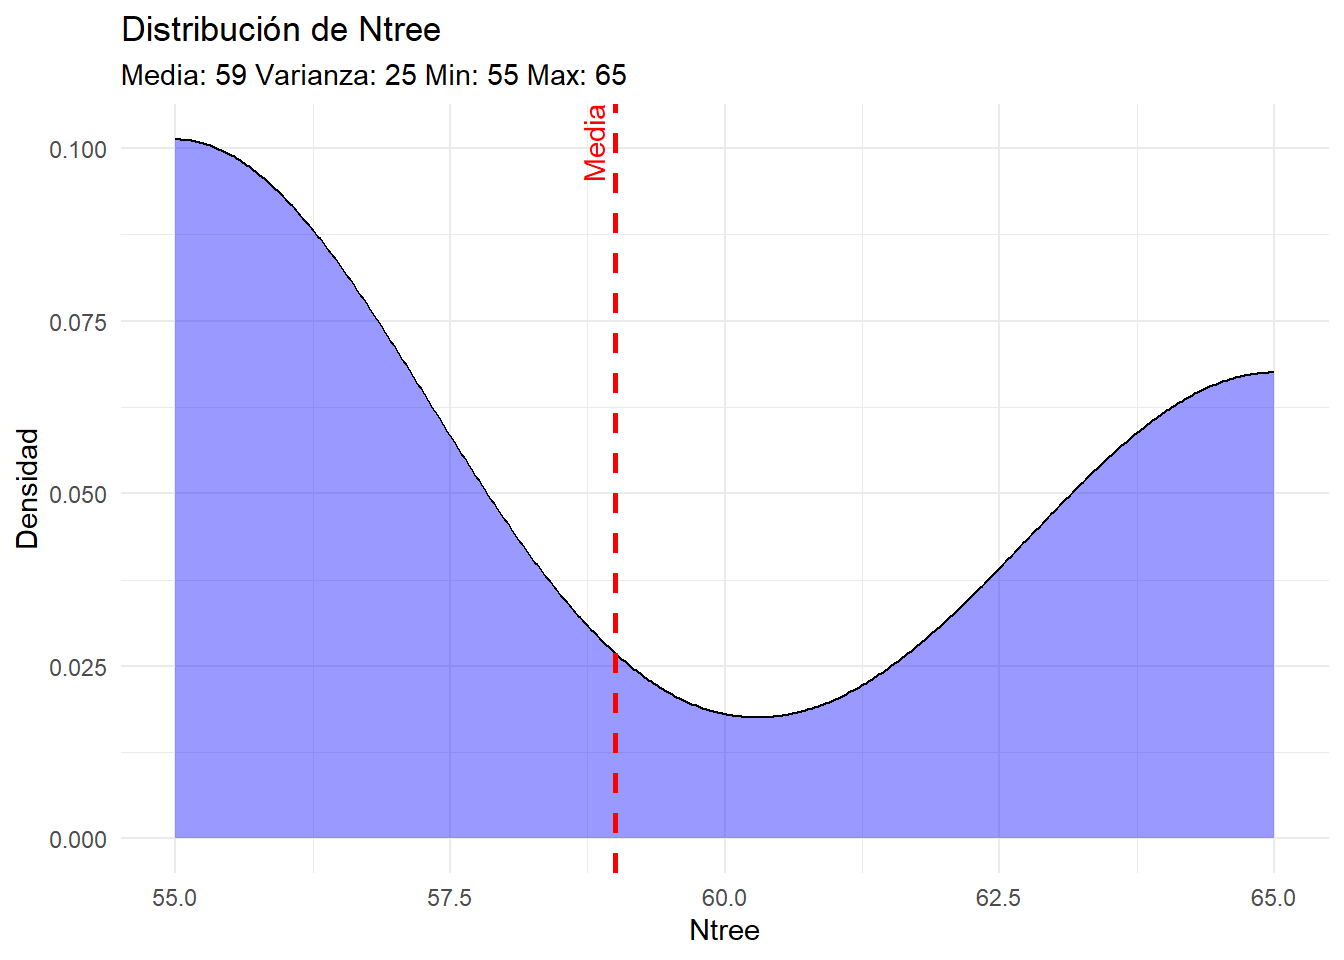 Distribución de Ntree
Media: 59 Varianza: 25 Min: 55 Max: 65
Media
0.100
0.075
0.050
0.025
0.000
Densidad
55.0 57.5 60.0 62.5 65.0
Ntree